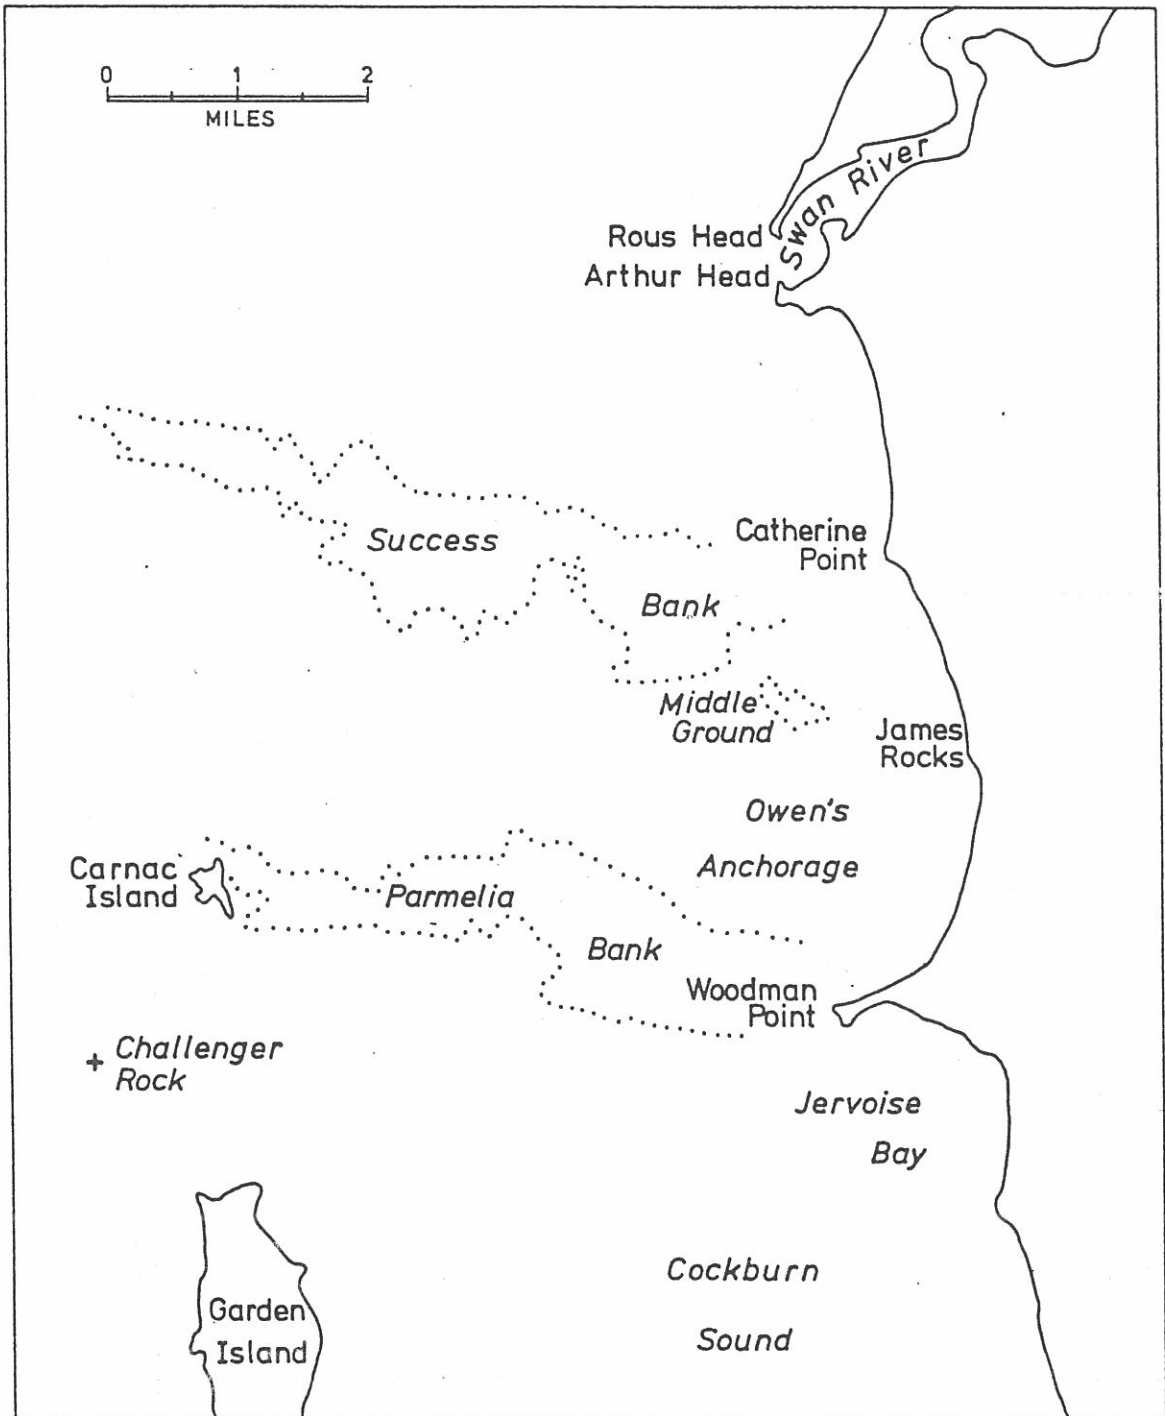 0 1 2
MILES
Swan River
Rous Head
Arthur Head
Catherine
Point
Success
Bank
Middle
Ground
James
Rocks
Owen's
Anchorage
Carnac
Island
Parmelia
Bank
Woodman
Point
+ Challenger
Rock
Jervoise
Bay
Cockburn
Sound
Garden
Island